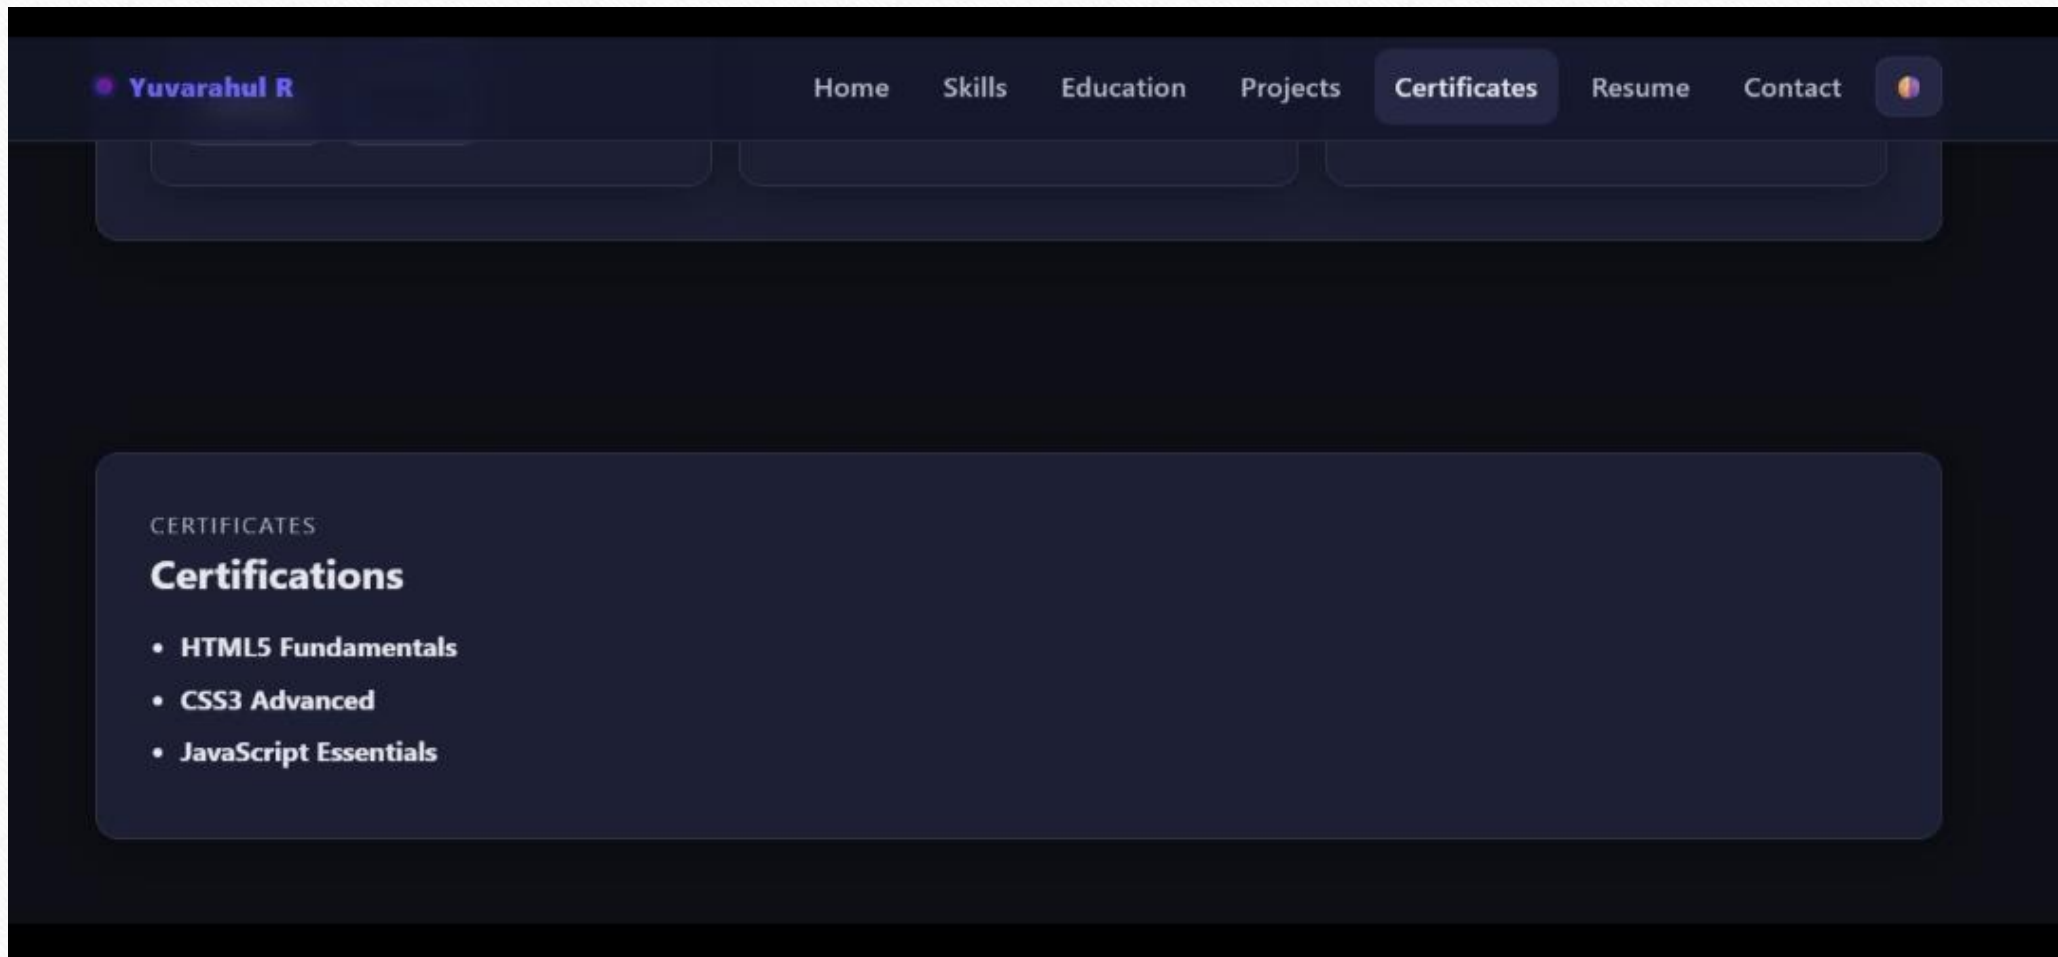 Yuvarahul R
Home Skills Education Projects Certificates Resume Contact
CERTIFICATES
Certifications
• HTML5 Fundamentals
• CSS3 Advanced
• JavaScript Essentials